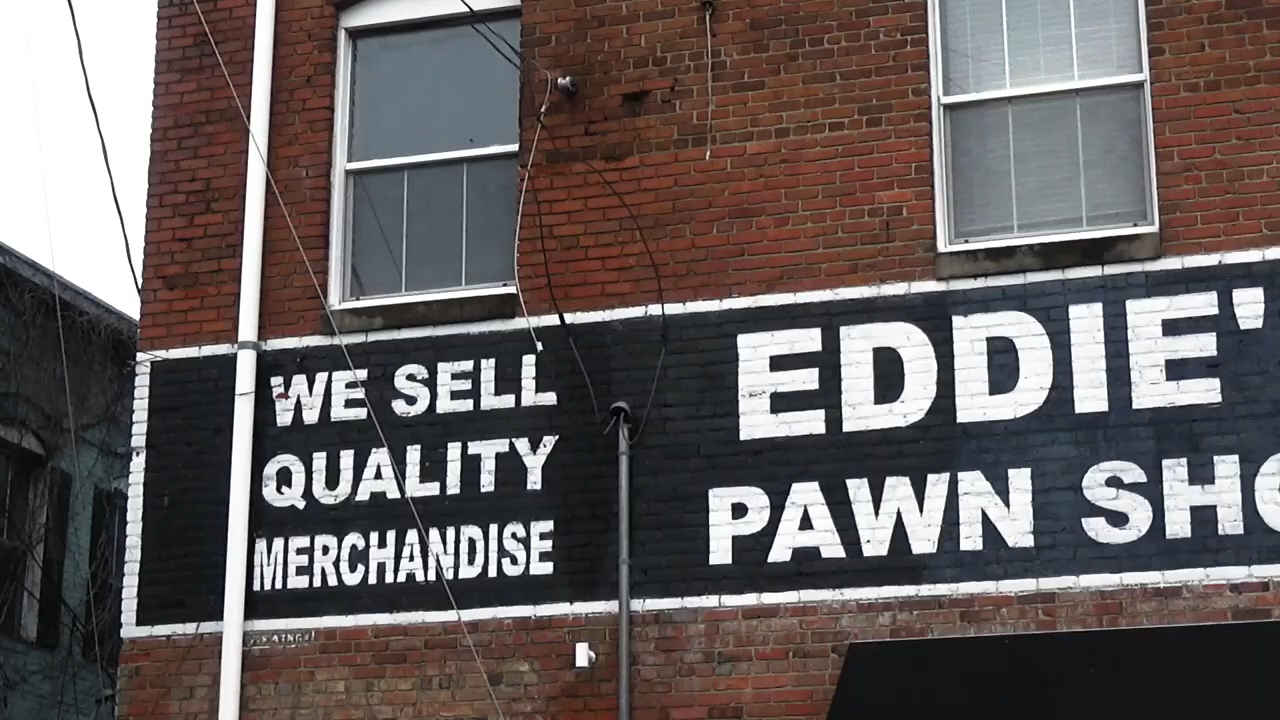 WE SELL
QUALITY
MERCHANDISE
EDDIE'
PAWN SHO